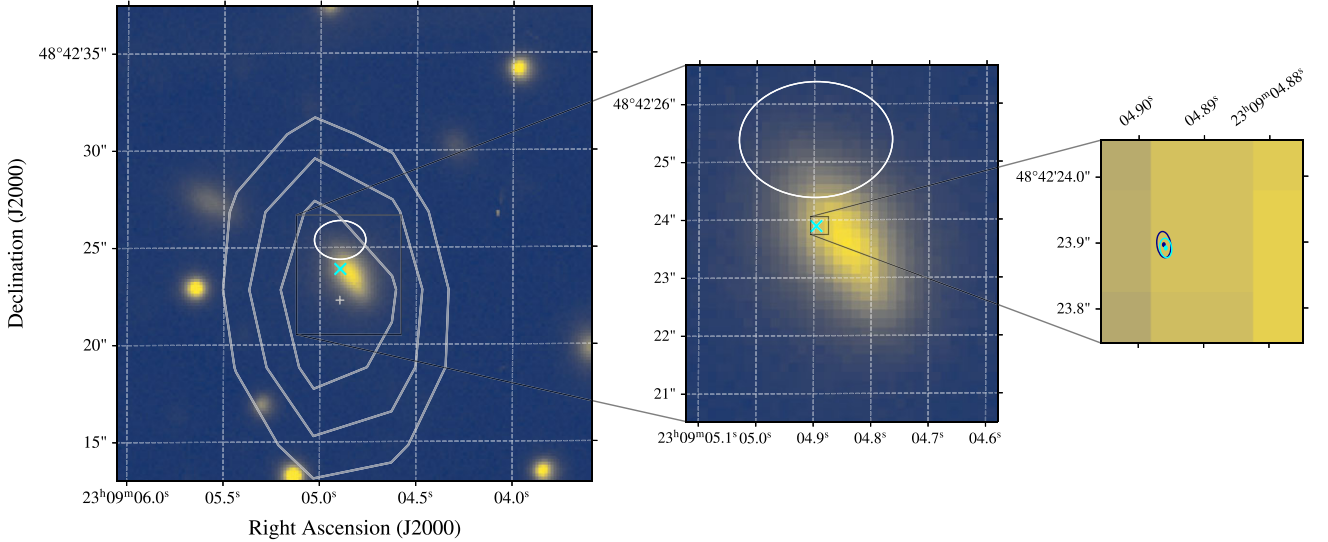 Declination (J2000)
48°42'35"
30"
25"
20"
15"
23ʰ09ᵐ06.0ˢ 05.5ˢ 05.0ˢ 04.5ˢ 04.0ˢ
Right Ascension (J2000)
48°42'26"
25"
24"
23"
22"
21"
23ʰ09ᵐ05.1ˢ 05.0ˢ 04.9ˢ 04.8ˢ 04.7ˢ 04.6ˢ
04.90ˢ 04.89ˢ 23ʰ09ᵐ04.88ˢ
48°42'24.0"
23.9"
23.8"